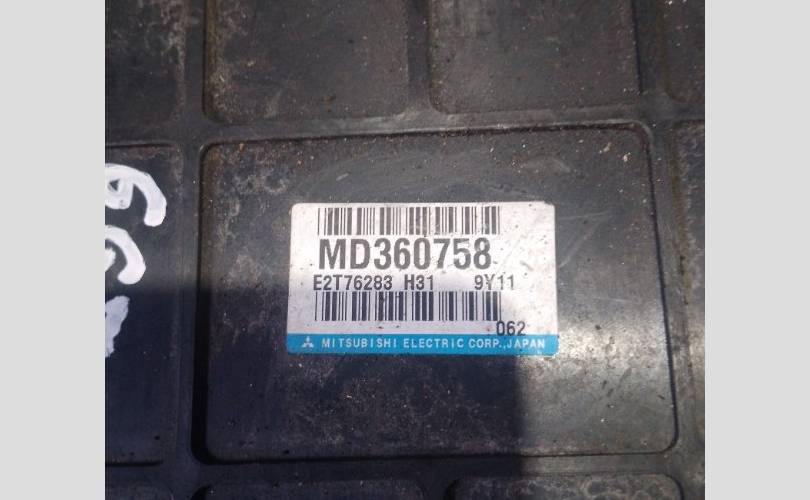 MD360758
E2T76283 H31 9Y11
062
MITSUBISHI ELECTRIC CORP., JAPAN